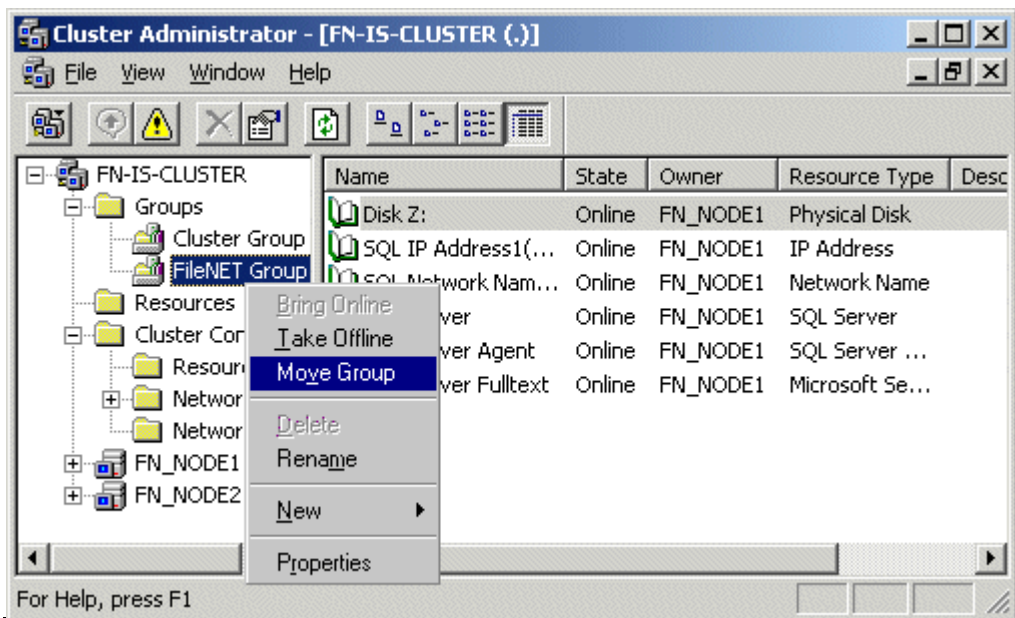 Cluster Administrator - [FN-IS-CLUSTER (.)]
File View Window Help
FN-IS-CLUSTER
Name State Owner Resource Type Desc
Groups
Disk Z: Online FN_NODE1 Physical Disk
Cluster Group
SQL IP Address1(... Online FN_NODE1 IP Address
FileNET Group
SQL Network Nam... Online FN_NODE1 Network Name
Resources
Bring Online
ver Online FN_NODE1 SQL Server
Cluster Cor
Take Offline
ver Agent Online FN_NODE1 SQL Server ...
Resour
Move Group
ver Fulltext Online FN_NODE1 Microsoft Se...
Networ
Delete
Networ
Rename
FN_NODE1
FN_NODE2
New
Properties
For Help, press F1